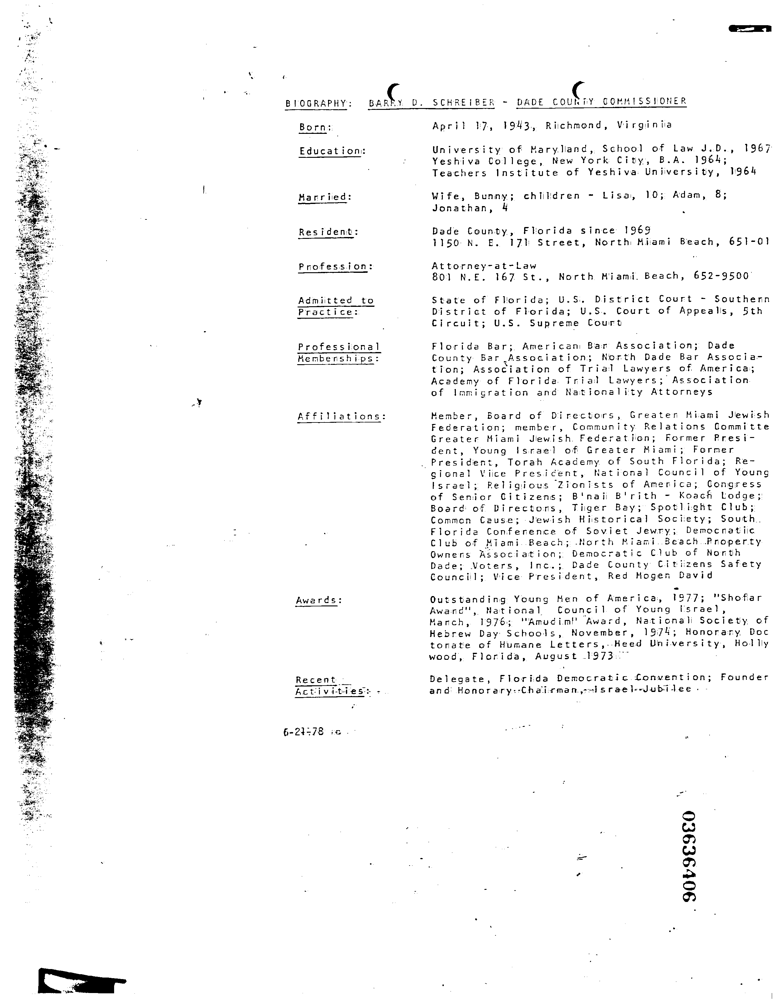 BIOGRAPHY: BARRY D. SCHREIBER - DADE COUNTY COMMISSIONER
Born: April 17, 1943, Richmond, Virginia
Education: University of Maryland, School of Law J.D., 1967
Yeshiva College, New York City, B.A. 1964;
Teachers Institute of Yeshiva University, 1964
Married: Wife, Bunny; children - Lisa, 10; Adam, 8;
Jonathan, 4
Resident: Dade County, Florida since 1969
1150 N. E. 171 Street, North Miami Beach, 651-01
Profession: Attorney-at-Law
801 N.E. 167 St., North Miami Beach, 652-9500
Admitted to State of Florida; U.S. District Court - Southern
Practice: District of Florida; U.S. Court of Appeals, 5th
Circuit; U.S. Supreme Court
Professional Florida Bar; American Bar Association; Dade
Memberships: County Bar Association; North Dade Bar Associa-
tion; Association of Trial Lawyers of America;
Academy of Florida Trial Lawyers; Association
of Immigration and Nationality Attorneys
Affiliations: Member, Board of Directors, Greater Miami Jewish
Federation; member, Community Relations Committe
Greater Miami Jewish Federation; Former Presi-
dent, Young Israel of Greater Miami; Former
President, Torah Academy of South Florida; Re-
gional Vice President, National Council of Young
Israel; Religious Zionists of America; Congress
of Senior Citizens; B'nai B'rith - Koach Lodge;
Board of Directors, Tiger Bay; Spotlight Club;
Common Cause; Jewish Historical Society; South
Florida Conference of Soviet Jewry; Democratic
Club of Miami Beach; North Miami Beach Property
Owners Association; Democratic Club of North
Dade; Voters, Inc.; Dade County Citizens Safety
Council; Vice President, Red Mogen David
Awards: Outstanding Young Men of America, 1977; "Shofar
Award", National Council of Young Israel,
March, 1976; "Amudim" Award, National Society of
Hebrew Day Schools, November, 1974; Honorary Doc
torate of Humane Letters, Heed University, Holly
wood, Florida, August 1973
Recent Delegate, Florida Democratic Convention; Founder
Activities: and Honorary Chairman, Israel Jubilee
6-21-78
03636406